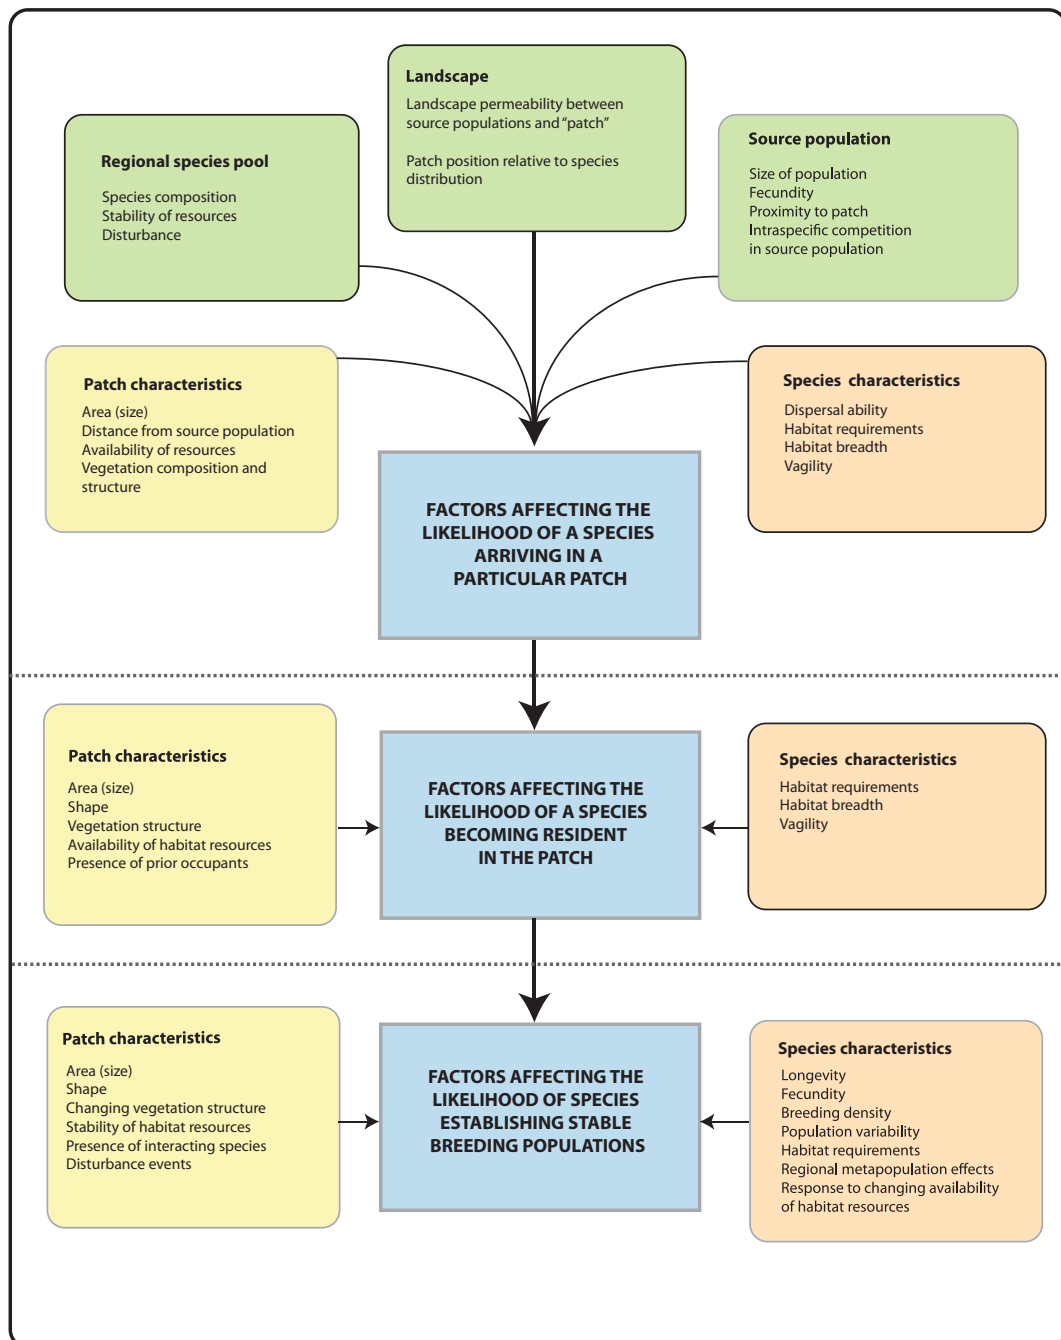 Landscape
Landscape permeability between
source populations and “patch”
Patch position relative to species
distribution
Regional species pool
Species composition
Stability of resources
Disturbance
Source population
Size of population
Fecundity
Proximity to patch
Intraspecific competition
in source population
Patch characteristics
Area (size)
Distance from source population
Availability of resources
Vegetation composition and
structure
Species characteristics
Dispersal ability
Habitat requirements
Habitat breadth
Vagility
FACTORS AFFECTING THE
LIKELIHOOD OF A SPECIES
ARRIVING IN A
PARTICULAR PATCH
Patch characteristics
Area (size)
Shape
Vegetation structure
Availability of habitat resources
Presence of prior occupants
FACTORS AFFECTING THE
LIKELIHOOD OF A SPECIES
BECOMING RESIDENT
IN THE PATCH
Species characteristics
Habitat requirements
Habitat breadth
Vagility
Patch characteristics
Area (size)
Shape
Changing vegetation structure
Stability of habitat resources
Presence of interacting species
Disturbance events
FACTORS AFFECTING THE
LIKELIHOOD OF SPECIES
ESTABLISHING STABLE
BREEDING POPULATIONS
Species characteristics
Longevity
Fecundity
Breeding density
Population variability
Habitat requirements
Regional metapopulation effects
Response to changing availability
of habitat resources